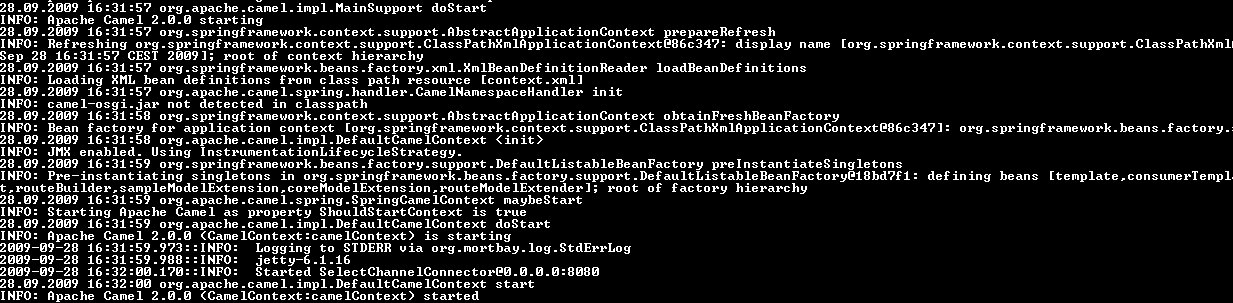 28.09.2009 16:31:57 org.apache.camel.impl.MainSupport doStart
INFO: Apache Camel 2.0.0 starting
28.09.2009 16:31:57 org.springframework.context.support.AbstractApplicationContext prepareRefresh
INFO: Refreshing org.springframework.context.support.ClassPathXmlApplicationContext@86c347: display name [org.springframework.context.support.ClassPathXml
Sep 28 16:31:57 CEST 2009]; root of context hierarchy
28.09.2009 16:31:57 org.springframework.beans.factory.xml.XmlBeanDefinitionReader loadBeanDefinitions
INFO: Loading XML bean definitions from class path resource [context.xml]
28.09.2009 16:31:57 org.apache.camel.spring.handler.CamelNamespaceHandler init
INFO: camel-osgi.jar not detected in classpath
28.09.2009 16:31:58 org.springframework.context.support.AbstractApplicationContext obtainFreshBeanFactory
INFO: Bean factory for application context [org.springframework.context.support.ClassPathXmlApplicationContext@86c347]: org.springframework.beans.factory.s
28.09.2009 16:31:58 org.apache.camel.impl.DefaultCamelContext <init>
INFO: JMX enabled. Using InstrumentationLifecycleStrategy.
28.09.2009 16:31:59 org.springframework.beans.factory.support.DefaultListableBeanFactory preInstantiateSingletons
INFO: Pre-instantiating singletons in org.springframework.beans.factory.support.DefaultListableBeanFactory@18bd7f1: defining beans [template,consumerTempla
t,routeBuilder,sampleModelExtension,coreModelExtension,routeModelExtender]; root of factory hierarchy
28.09.2009 16:31:59 org.apache.camel.spring.SpringCamelContext maybeStart
INFO: Starting Apache Camel as property ShouldStartContext is true
28.09.2009 16:31:59 org.apache.camel.impl.DefaultCamelContext doStart
INFO: Apache Camel 2.0.0 (CamelContext:camelContext) is starting
2009-09-28 16:31:59.973::INFO:  Logging to STDERR via org.mortbay.log.StdErrLog
2009-09-28 16:31:59.988::INFO:  jetty-6.1.16
2009-09-28 16:32:00.170::INFO:  Started SelectChannelConnector@0.0.0.0:8080
28.09.2009 16:32:00 org.apache.camel.impl.DefaultCamelContext start
INFO: Apache Camel 2.0.0 (CamelContext:camelContext) started